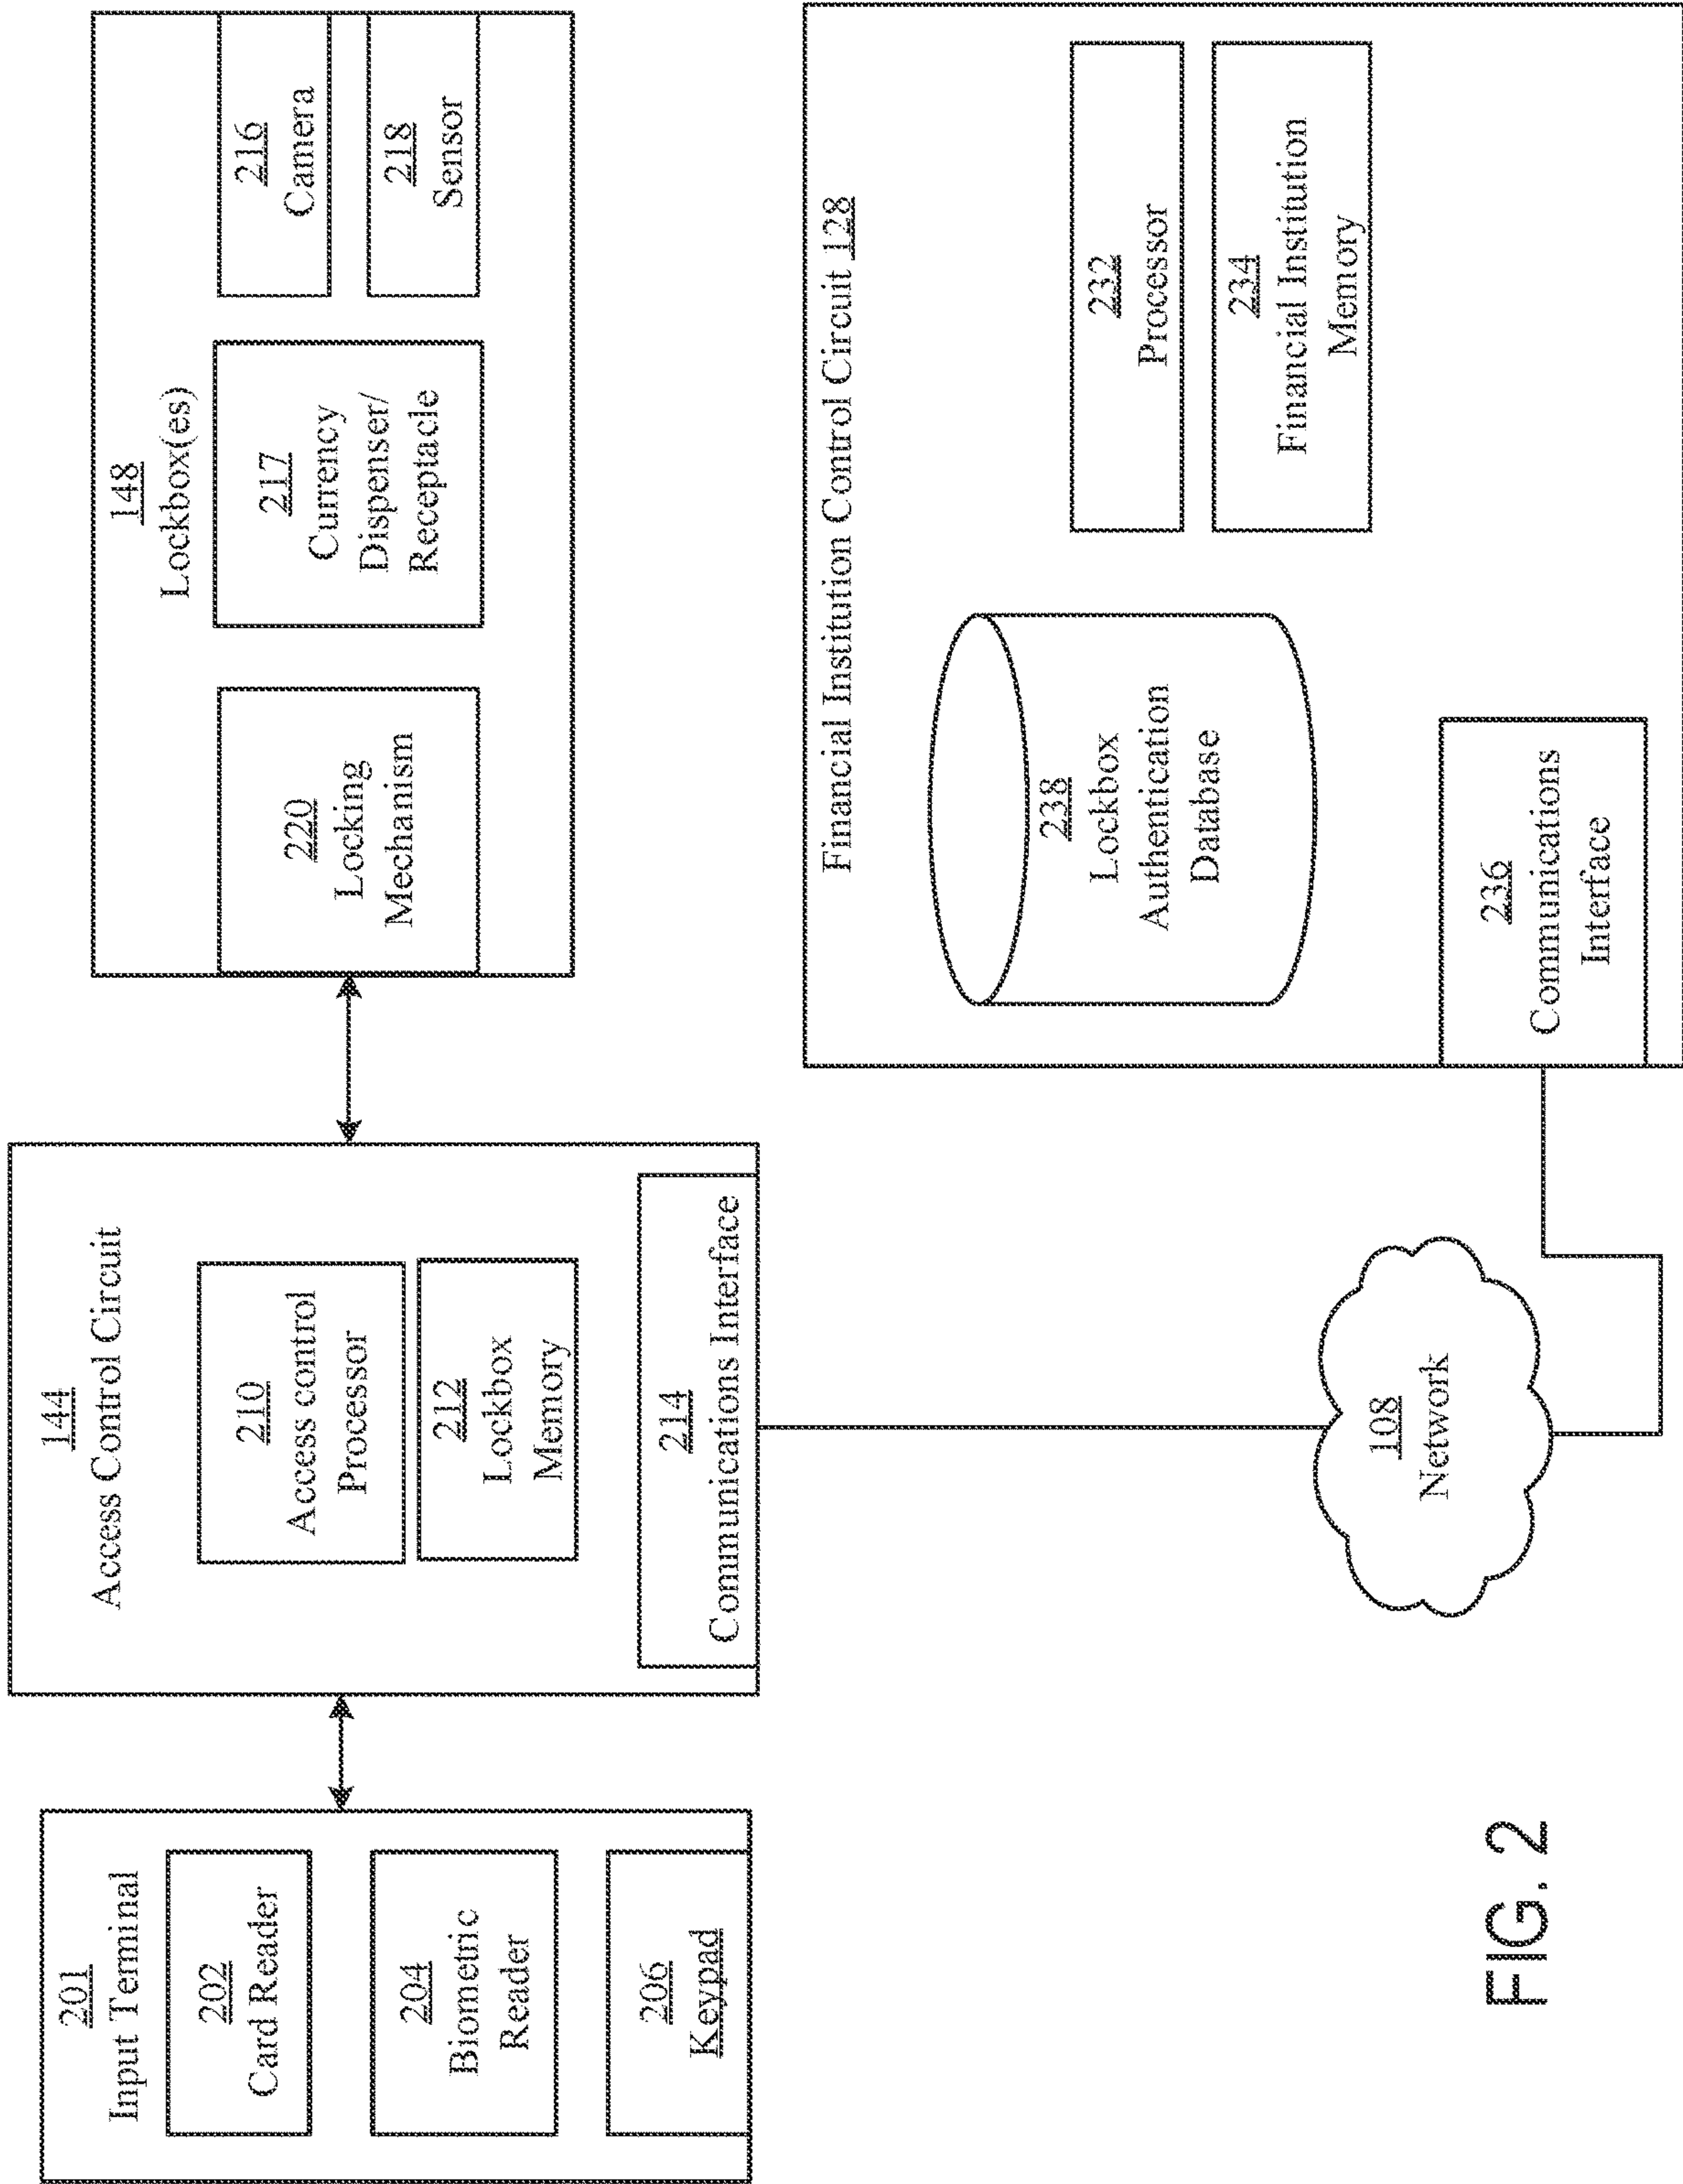 201
Input Terminal
202
Card Reader
204
Biometric
Reader
206
Keypad
144
Access Control Circuit
210
Access control
Processor
212
Lockbox
Memory
214
Communications Interface
148
Lockbox(es)
220
Locking
Mechanism
217
Currency
Dispenser/
Receptacle
216
Camera
218
Sensor
108
Network
Financial Institution Control Circuit 128
238
Lockbox
Authentication
Database
232
Processor
234
Financial Institution
Memory
236
Communications
Interface
FIG. 2